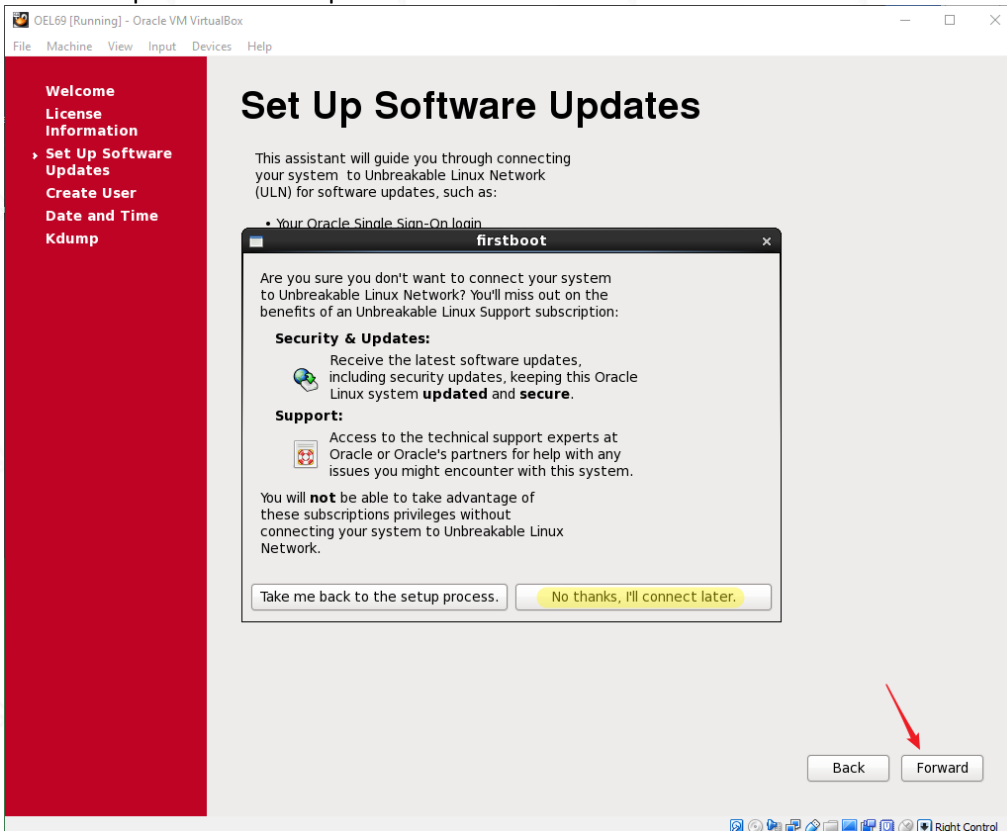 OEL69 [Running] - Oracle VM VirtualBox
File Machine View Input Devices Help
Welcome
License
Information
Set Up Software
Updates
Create User
Date and Time
Kdump
Set Up Software Updates
This assistant will guide you through connecting
your system to Unbreakable Linux Network
(ULN) for software updates, such as:
• Your Oracle Single Sign-On login
firstboot
Are you sure you don't want to connect your system
to Unbreakable Linux Network? You'll miss out on the
benefits of an Unbreakable Linux Support subscription:
Security & Updates:
Receive the latest software updates,
including security updates, keeping this Oracle
Linux system updated and secure.
Support:
Access to the technical support experts at
Oracle or Oracle's partners for help with any
issues you might encounter with this system.
You will not be able to take advantage of
these subscriptions privileges without
connecting your system to Unbreakable Linux
Network.
Take me back to the setup process.
No thanks, I'll connect later.
Back
Forward
Right Control